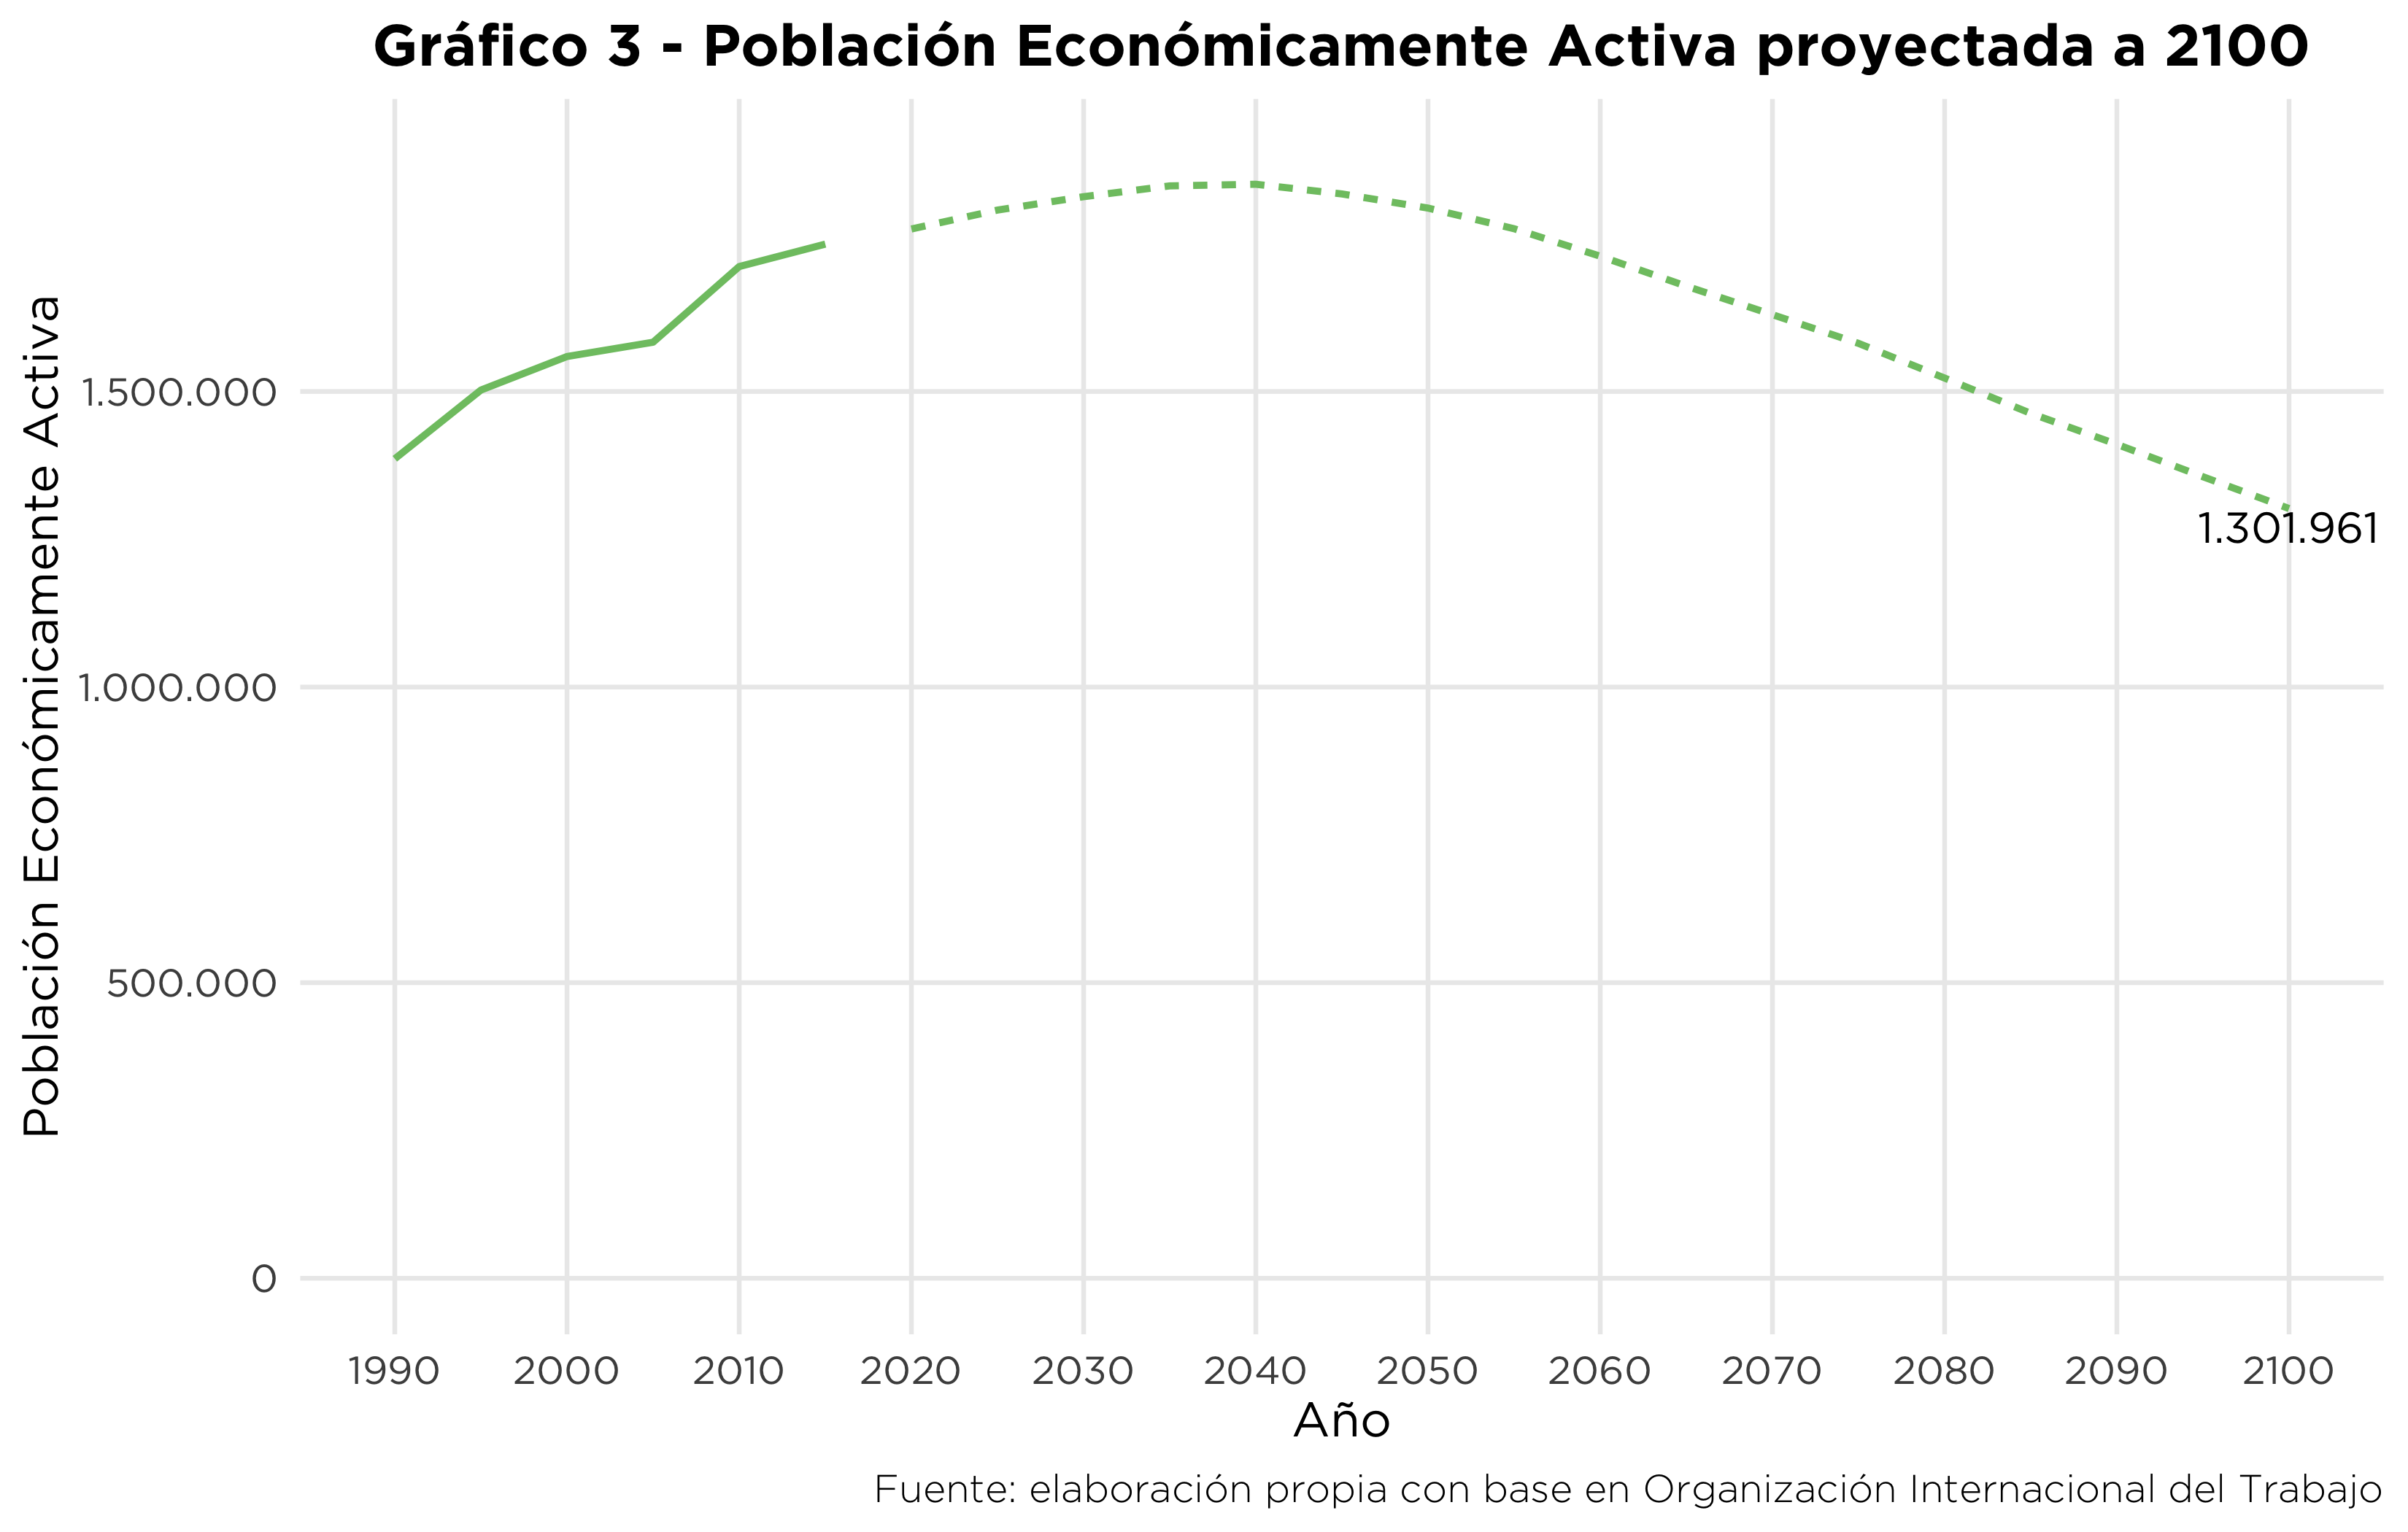 Gráfico 3 - Población Económicamente Activa proyectada a 2100
Población Económicamente Activa
1.500.000
1.000.000
500.000
0
1.301.961
1990 2000 2010 2020 2030 2040 2050 2060 2070 2080 2090 2100
Año
Fuente: elaboración propia con base en Organización Internacional del Trabajo